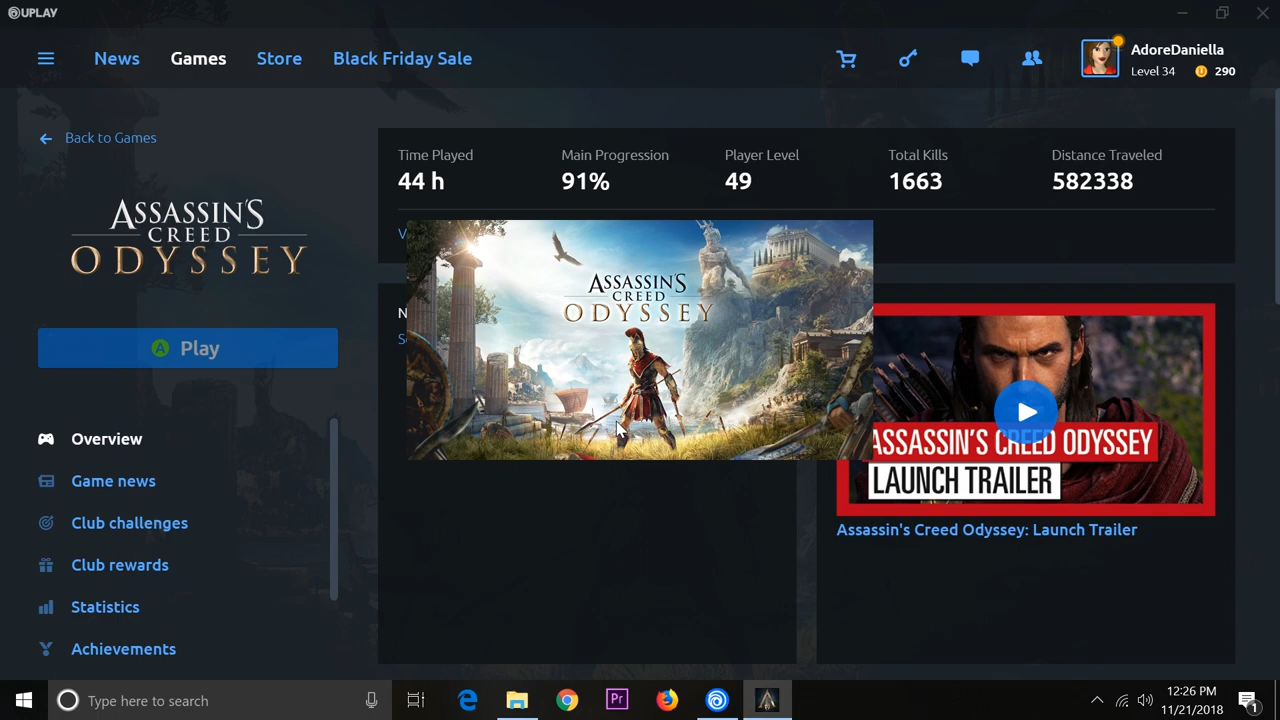 UPLAY
News Games Store Black Friday Sale
AdoreDaniella
Level 34 290
Back to Games
ASSASSIN'S
CREED
ODYSSEY
A Play
Overview
Game news
Club challenges
Club rewards
Statistics
Achievements
Time Played Main Progression Player Level Total Kills Distance Traveled
44 h 91% 49 1663 582338
V
N
S
ASSASSIN'S
CREED
ODYSSEY
ASSASSIN'S CREED ODYSSEY
LAUNCH TRAILER
Assassin's Creed Odyssey: Launch Trailer
Type here to search
Pr
12:26 PM
11/21/2018
1